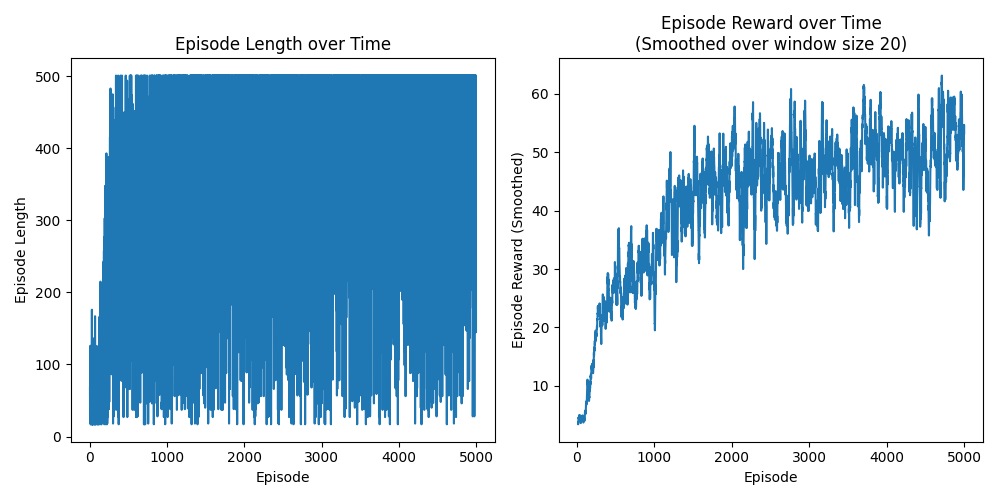 Episode Length over Time
Episode Length
500
400
300
200
100
0
0 1000 2000 3000 4000 5000
Episode
Episode Reward over Time
(Smoothed over window size 20)
Episode Reward (Smoothed)
60
50
40
30
20
10
0 1000 2000 3000 4000 5000
Episode